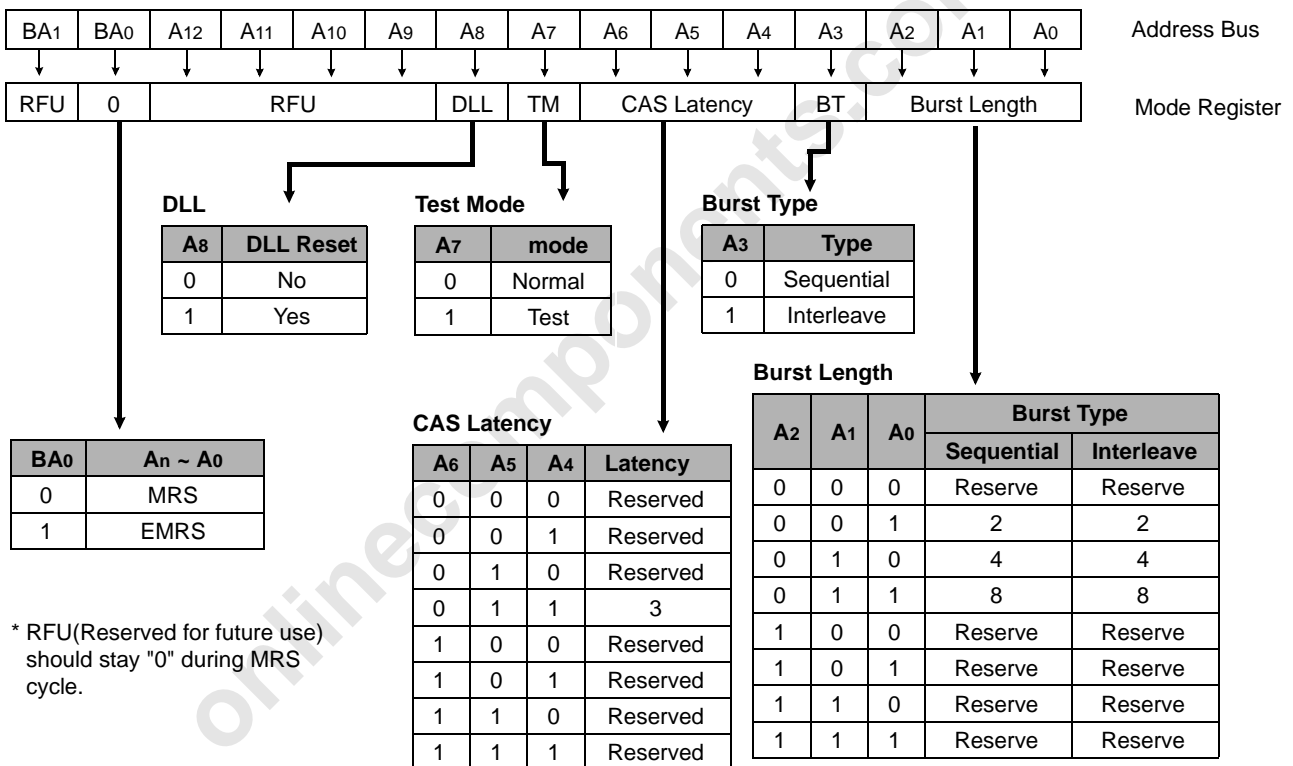 BA1 BA0 A12 A11 A10 A9 A8 A7 A6 A5 A4 A3 A2 A1 A0 Address Bus
RFU 0 RFU DLL TM CAS Latency BT Burst Length Mode Register
DLL
A8 DLL Reset
0 No
1 Yes
Test Mode
A7 mode
0 Normal
1 Test
Burst Type
A3 Type
0 Sequential
1 Interleave
BA0 An ~ A0
0 MRS
1 EMRS
* RFU(Reserved for future use)
should stay "0" during MRS
cycle.
CAS Latency
A6 A5 A4 Latency
0 0 0 Reserved
0 0 1 Reserved
0 1 0 Reserved
0 1 1 3
1 0 0 Reserved
1 0 1 Reserved
1 1 0 Reserved
1 1 1 Reserved
Burst Length
A2 A1 A0 Burst Type
Sequential Interleave
0 0 0 Reserve Reserve
0 0 1 2 2
0 1 0 4 4
0 1 1 8 8
1 0 0 Reserve Reserve
1 0 1 Reserve Reserve
1 1 0 Reserve Reserve
1 1 1 Reserve Reserve
onlinecomponents.com